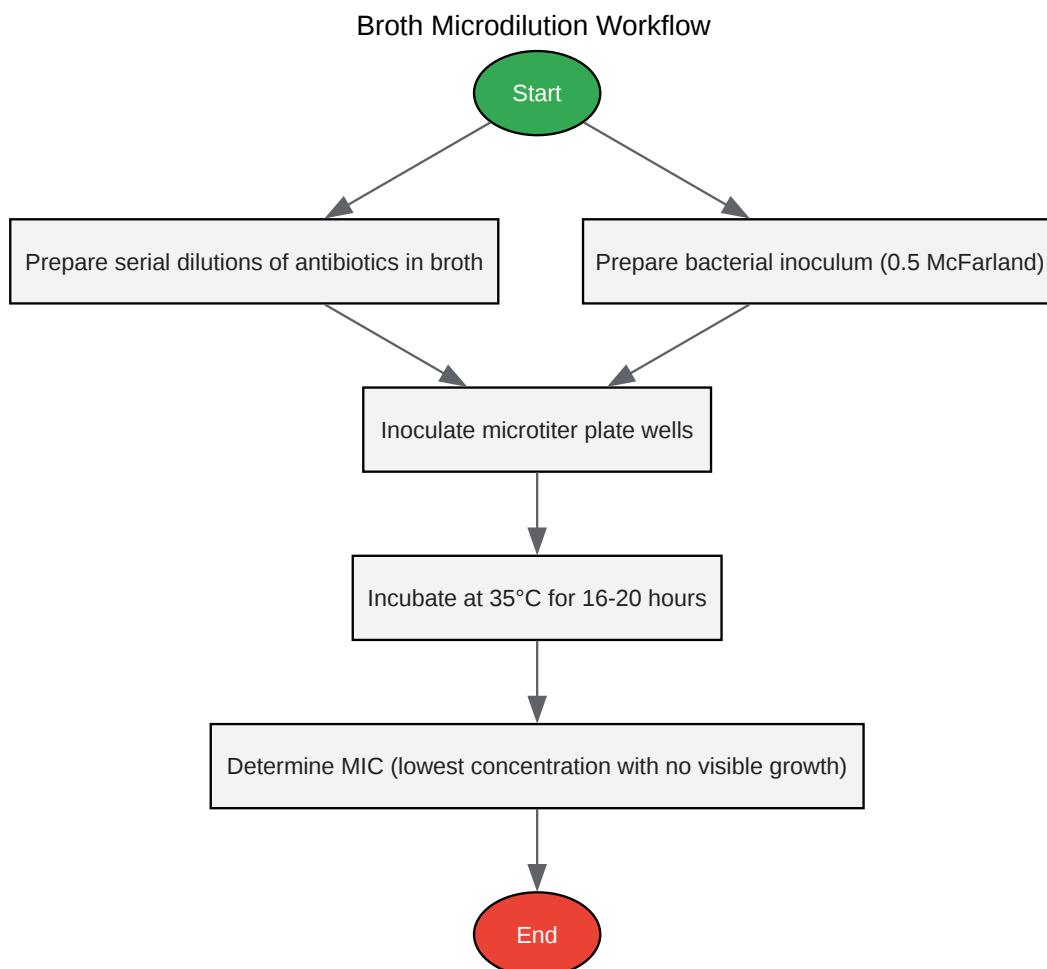 Broth Microdilution Workflow
Start
Prepare serial dilutions of antibiotics in broth
Prepare bacterial inoculum (0.5 McFarland)
Inoculate microtiter plate wells
Incubate at 35°C for 16-20 hours
Determine MIC (lowest concentration with no visible growth)
End